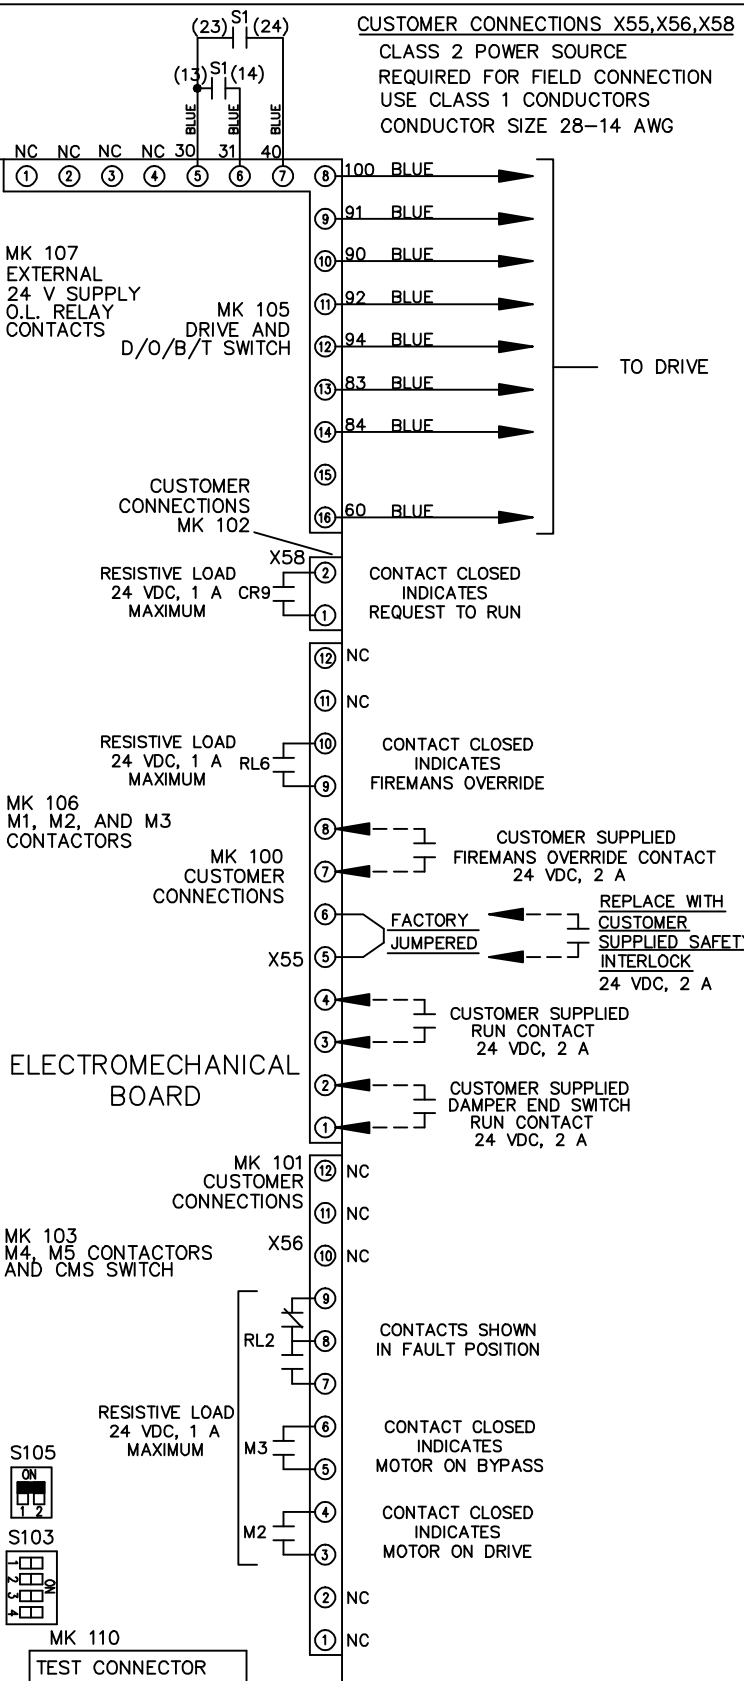 CUSTOMER CONNECTIONS X55,X56,X58
CLASS 2 POWER SOURCE
REQUIRED FOR FIELD CONNECTION
USE CLASS 1 CONDUCTORS
CONDUCTOR SIZE 28-14 AWG
(23) S1 (24)
(13) S1 (14)
BLUE BLUE BLUE
NC NC NC NC 30 31 40
1 2 3 4 5 6 7 8 100 BLUE
9 91 BLUE
10 90 BLUE
11 92 BLUE
12 94 BLUE
13 83 BLUE
14 84 BLUE
15
16 60 BLUE
TO DRIVE
MK 107
EXTERNAL
24 V SUPPLY
O.L. RELAY
CONTACTS
MK 105
DRIVE AND
D/O/B/T SWITCH
CUSTOMER
CONNECTIONS
MK 102
X58
2
1
RESISTIVE LOAD
24 VDC, 1 A
MAXIMUM
CR9
CONTACT CLOSED
INDICATES
REQUEST TO RUN
12 NC
11 NC
10
9
RESISTIVE LOAD
24 VDC, 1 A
MAXIMUM
RL6
CONTACT CLOSED
INDICATES
FIREMANS OVERRIDE
MK 106
M1, M2, AND M3
CONTACTORS
8
7
MK 100
CUSTOMER
CONNECTIONS
CUSTOMER SUPPLIED
FIREMANS OVERRIDE CONTACT
24 VDC, 2 A
6
5
X55
FACTORY
JUMPERED
REPLACE WITH
CUSTOMER
SUPPLIED SAFETY
INTERLOCK
24 VDC, 2 A
4
3
CUSTOMER SUPPLIED
RUN CONTACT
24 VDC, 2 A
ELECTROMECHANICAL
BOARD
2
1
CUSTOMER SUPPLIED
DAMPER END SWITCH
RUN CONTACT
24 VDC, 2 A
MK 101
CUSTOMER
CONNECTIONS
12 NC
11 NC
X56
10 NC
MK 103
M4, M5 CONTACTORS
AND CMS SWITCH
9
8
7
RL2
CONTACTS SHOWN
IN FAULT POSITION
RESISTIVE LOAD
24 VDC, 1 A
MAXIMUM
6
5
M3
CONTACT CLOSED
INDICATES
MOTOR ON BYPASS
4
3
M2
CONTACT CLOSED
INDICATES
MOTOR ON DRIVE
2 NC
1 NC
S105
ON
1 2
S103
1
2
3
4
ON
MK 110
TEST CONNECTOR